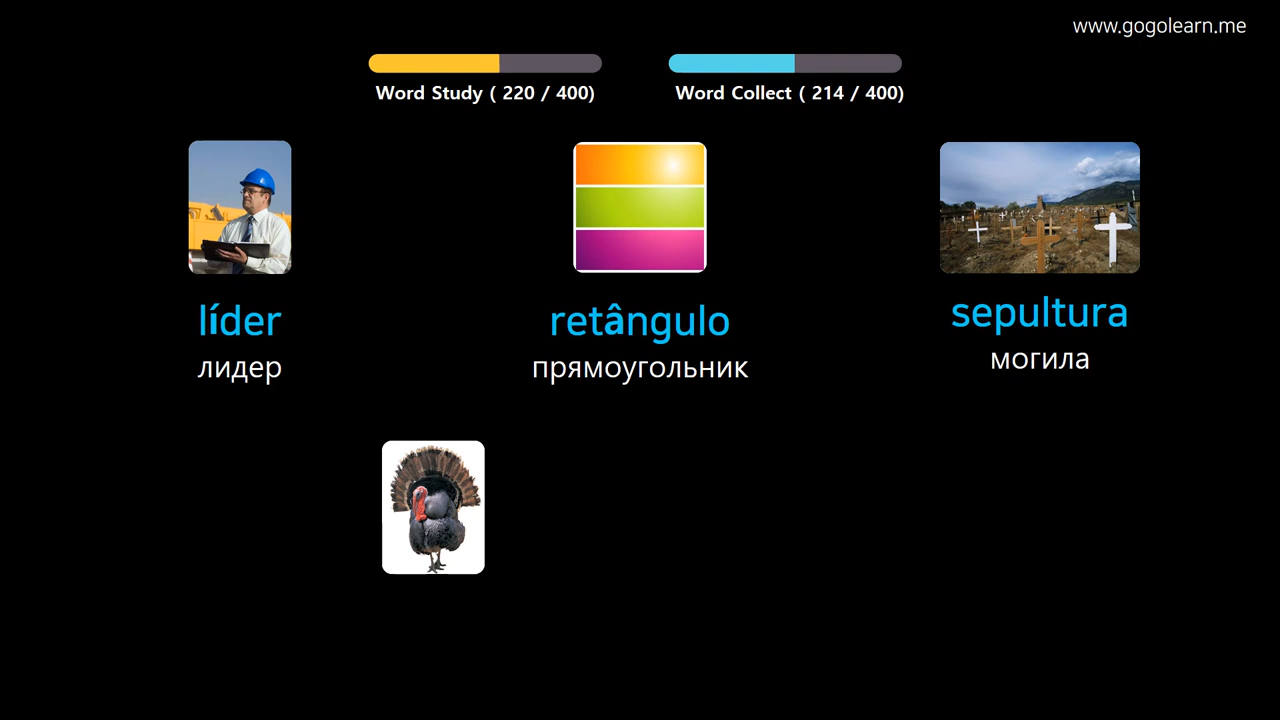 www.gogolearn.me
Word Study ( 220 / 400)
Word Collect ( 214 / 400)
líder
лидер
retângulo
прямоугольник
sepultura
могила